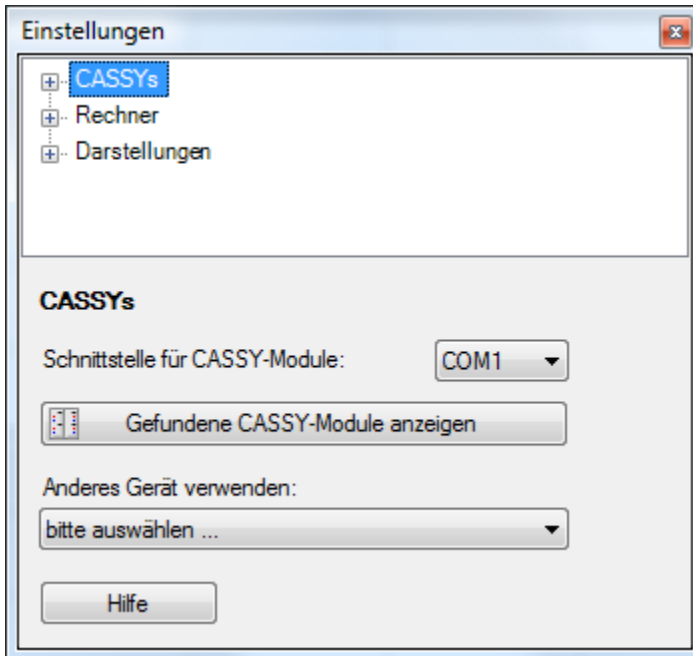 Einstellungen
CASSYs
Rechner
Darstellungen
CASSYs
Schnittstelle für CASSY-Module: COM1
Gefundene CASSY-Module anzeigen
Anderes Gerät verwenden:
bitte auswählen ...
Hilfe